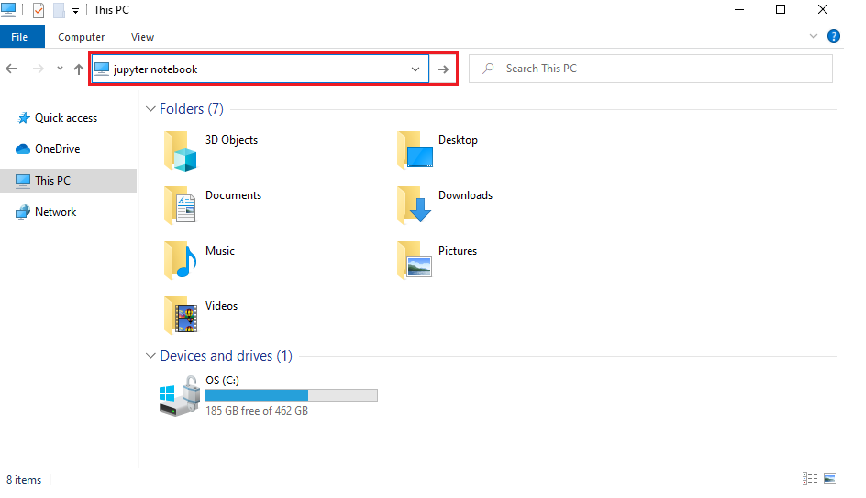 This PC
File Computer View
jupyter notebook
Search This PC
Quick access
OneDrive
This PC
Network
Folders (7)
3D Objects
Desktop
Documents
Downloads
Music
Pictures
Videos
Devices and drives (1)
OS (C:)
185 GB free of 462 GB
8 items